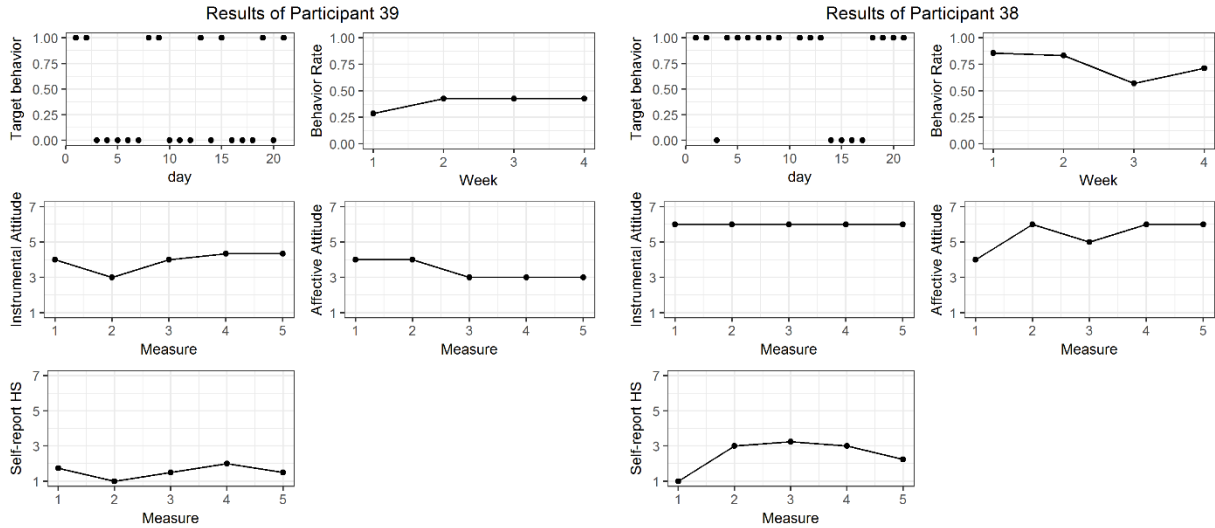 Results of Participant 39
Target behavior
1.00
0.75
0.50
0.25
0.00
0 5 10 15 20
day
Behavior Rate
1.00
0.75
0.50
0.25
0.00
1 2 3 4
Week
Instrumental Attitude
7
5
3
1
1 2 3 4 5
Measure
Affective Attitude
7
5
3
1
1 2 3 4 5
Measure
Self-report HS
7
5
3
1
1 2 3 4 5
Measure
Results of Participant 38
Target behavior
1.00
0.75
0.50
0.25
0.00
0 5 10 15 20
day
Behavior Rate
1.00
0.75
0.50
0.25
0.00
1 2 3 4
Week
Instrumental Attitude
7
5
3
1
1 2 3 4 5
Measure
Affective Attitude
7
5
3
1
1 2 3 4 5
Measure
Self-report HS
7
5
3
1
1 2 3 4 5
Measure